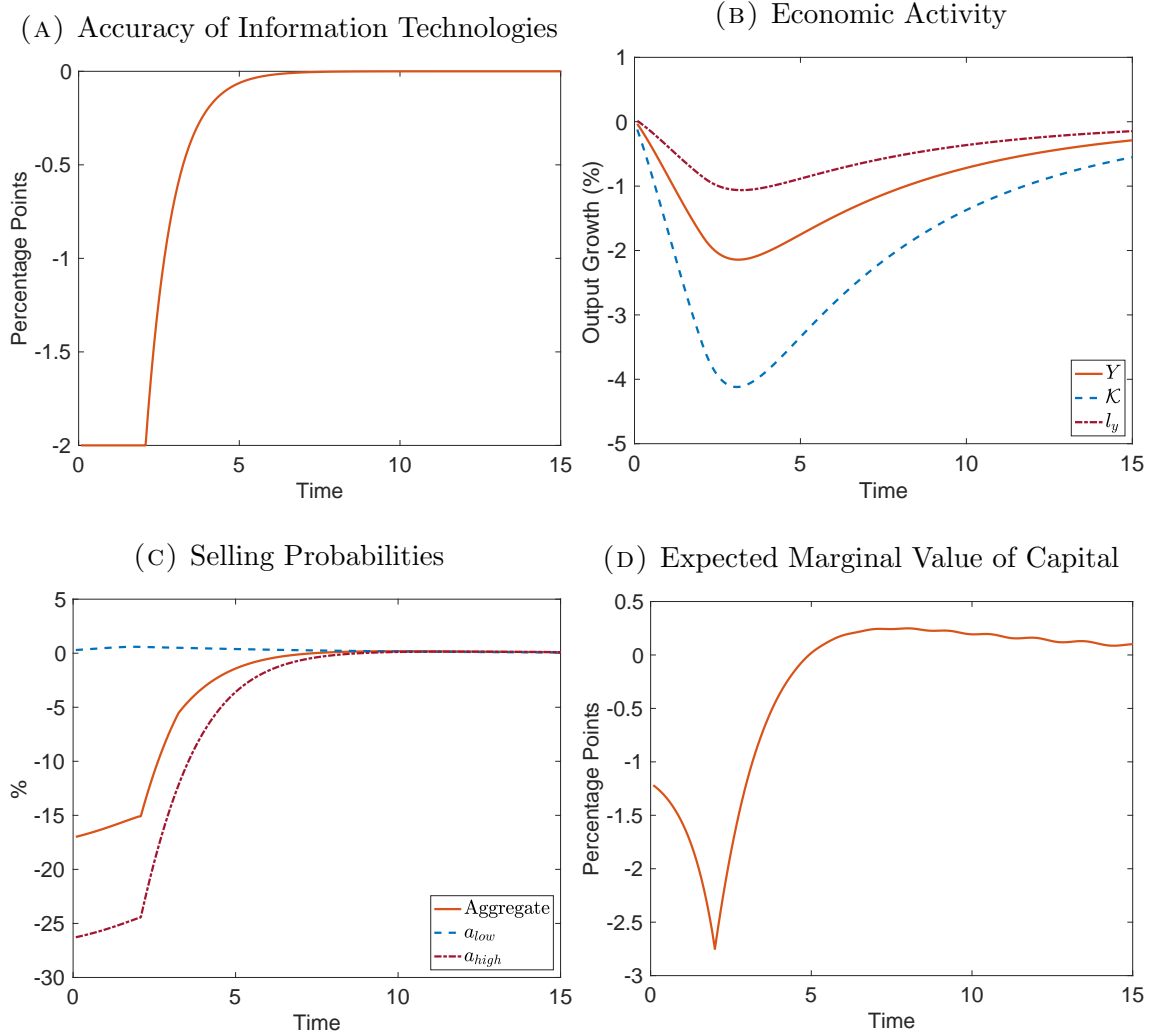 (A) Accuracy of Information Technologies
0
-0.5
-1
-1.5
-2
Percentage Points
0 5 10 15
Time
(B) Economic Activity
1
0
-1
-2
-3
-4
-5
Output Growth (%)
Y
𝒦
l_y
0 5 10 15
Time
(C) Selling Probabilities
5
0
-5
-10
-15
-20
-25
-30
%
Aggregate
a_low
a_high
0 5 10 15
Time
(D) Expected Marginal Value of Capital
0.5
0
-0.5
-1
-1.5
-2
-2.5
-3
Percentage Points
0 5 10 15
Time